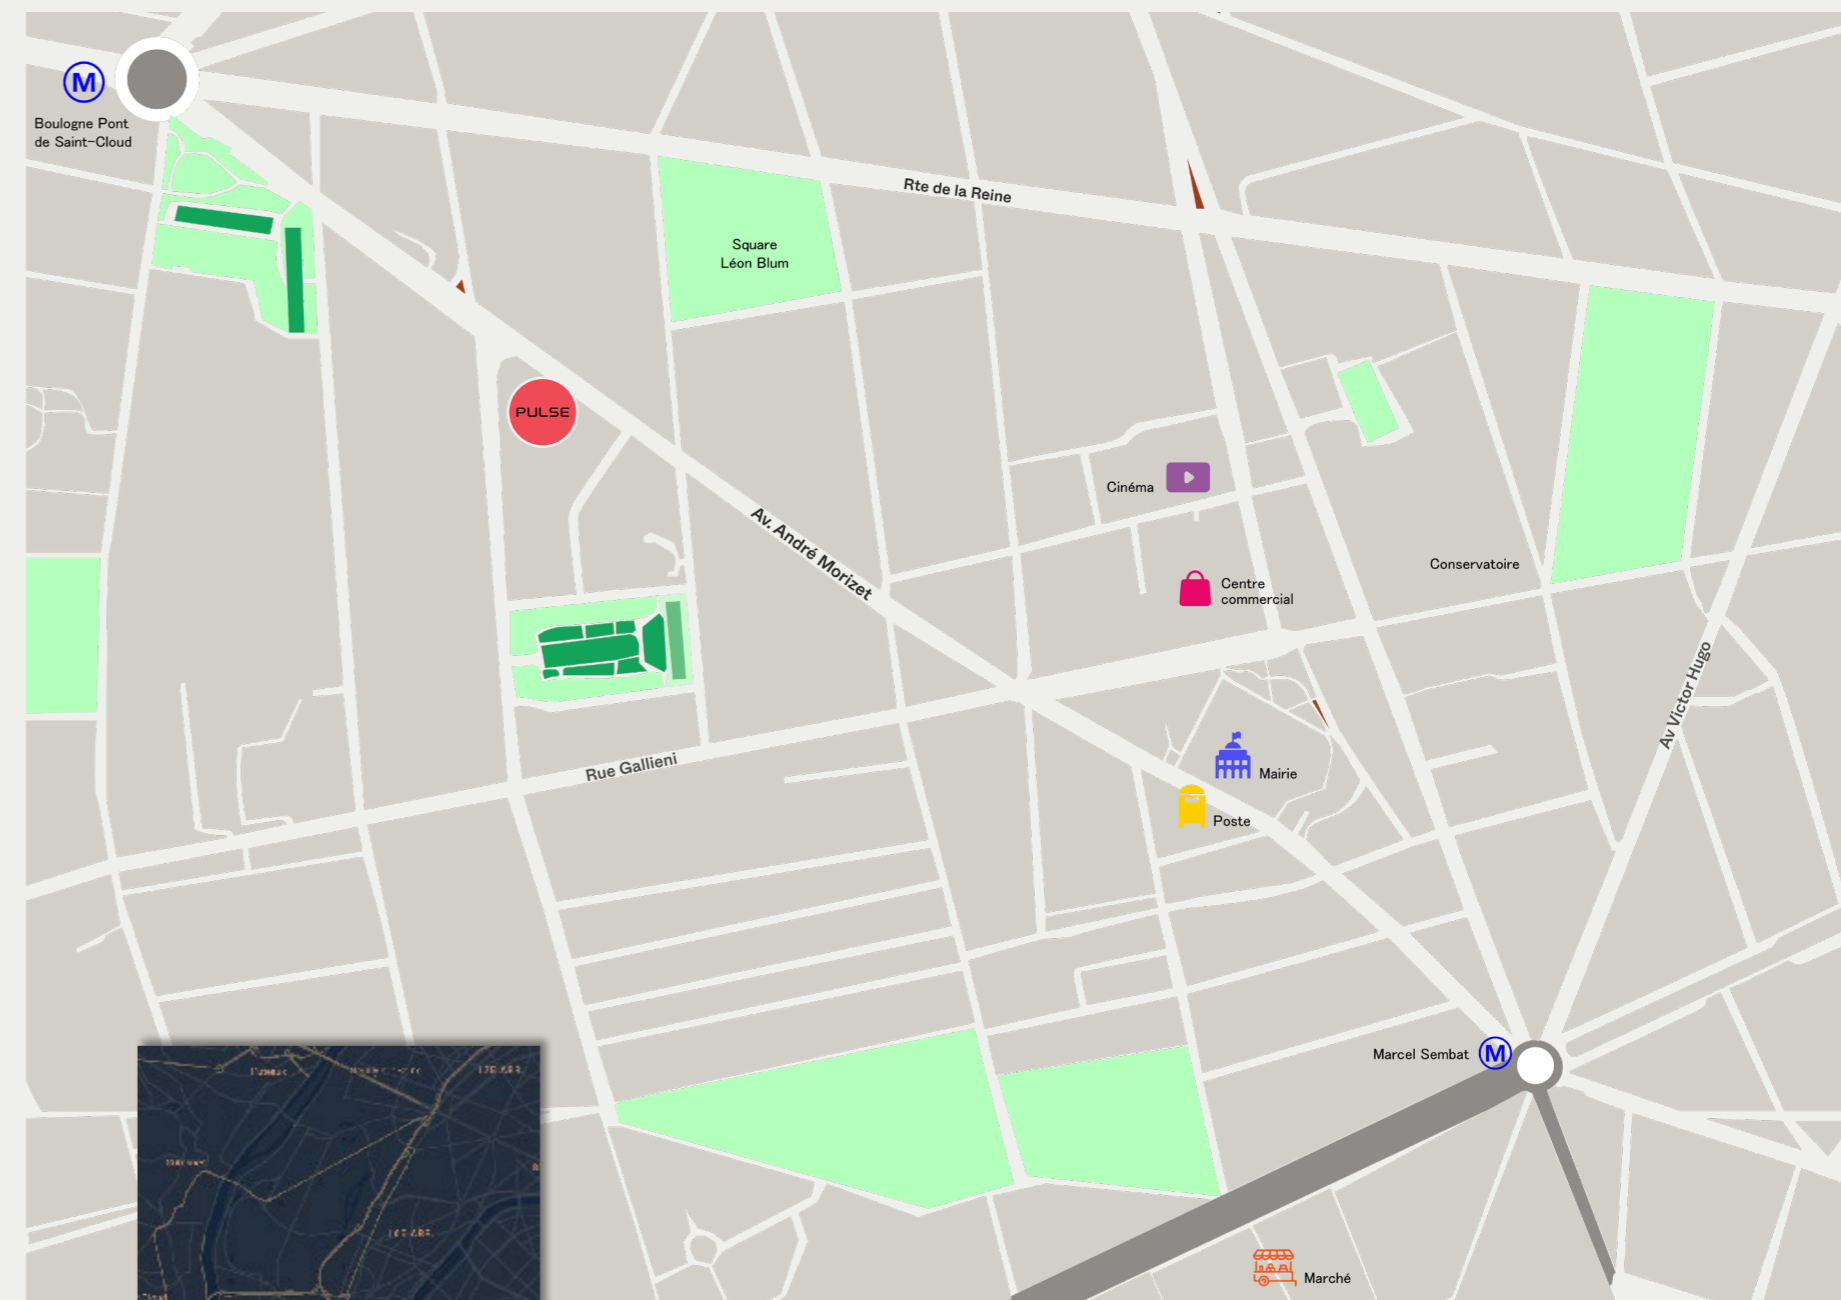 M
Boulogne Pont
de Saint-Cloud
Rte de la Reine
Square
Léon Blum
PULSE
Cinéma
Av. André Morizet
Conservatoire
Centre
commercial
Av Victor Hugo
Rue Gallieni
Mairie
Poste
Marcel Sembat
M
Marché